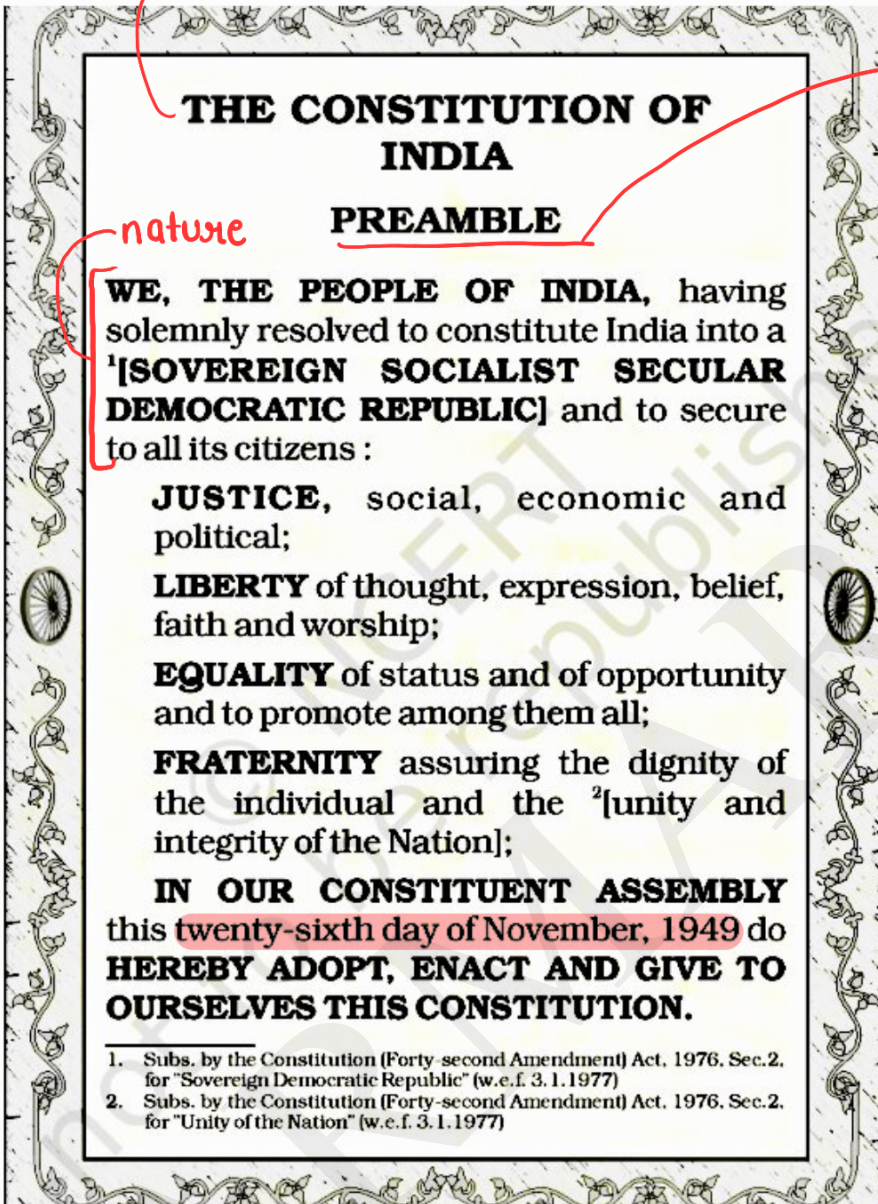 THE CONSTITUTION OF
INDIA
PREAMBLE
nature
WE, THE PEOPLE OF INDIA, having
solemnly resolved to constitute India into a
¹[SOVEREIGN SOCIALIST SECULAR
DEMOCRATIC REPUBLIC] and to secure
to all its citizens :
JUSTICE, social, economic and
political;
LIBERTY of thought, expression, belief,
faith and worship;
EQUALITY of status and of opportunity
and to promote among them all;
FRATERNITY assuring the dignity of
the individual and the ²[unity and
integrity of the Nation];
IN OUR CONSTITUENT ASSEMBLY
this twenty-sixth day of November, 1949 do
HEREBY ADOPT, ENACT AND GIVE TO
OURSELVES THIS CONSTITUTION.
1. Subs. by the Constitution (Forty-second Amendment) Act, 1976, Sec.2,
for "Sovereign Democratic Republic" (w.e.f. 3.1.1977)
2. Subs. by the Constitution (Forty-second Amendment) Act, 1976, Sec.2,
for "Unity of the Nation" (w.e.f. 3.1.1977)
© NCERT
not to be republishe